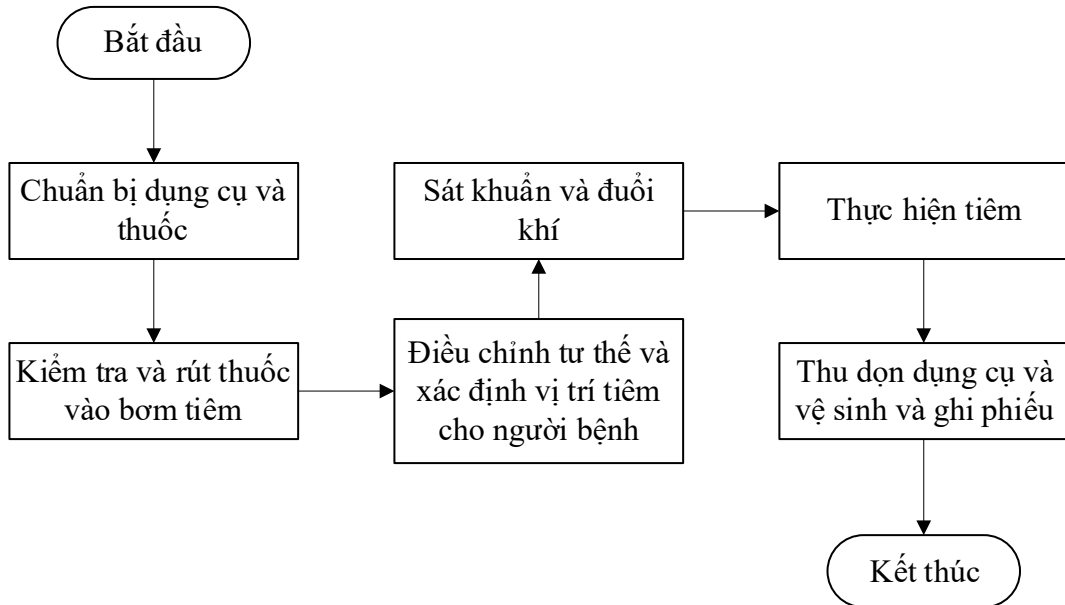 Bắt đầu
Chuẩn bị dụng cụ và
thuốc
Kiểm tra và rút thuốc
vào bơm tiêm
Điều chỉnh tư thế và
xác định vị trí tiêm
cho người bệnh
Sát khuẩn và đuổi
khí
Thực hiện tiêm
Thu dọn dụng cụ và
vệ sinh và ghi phiếu
Kết thúc